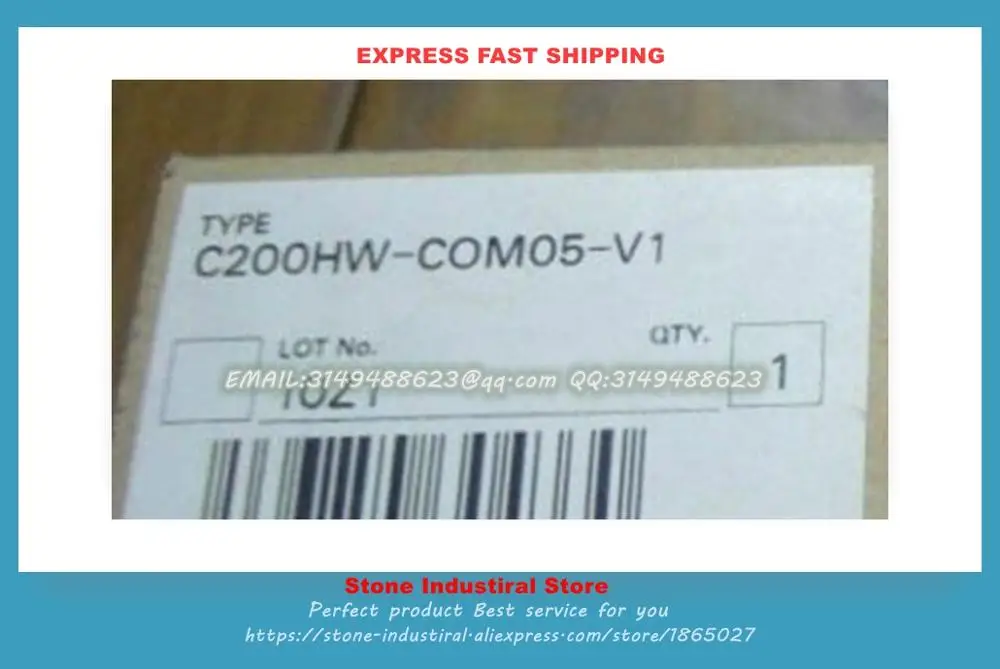 EXPRESS FAST SHIPPING
TYPE
C200HW-COM05-V1
LOT No.
QTY.
EMAIL:3149488623@qq.com QQ:3149488623
1
Stone Industiral Store
Perfect product Best service for you
https://stone-industiral.aliexpress.com/store/1865027